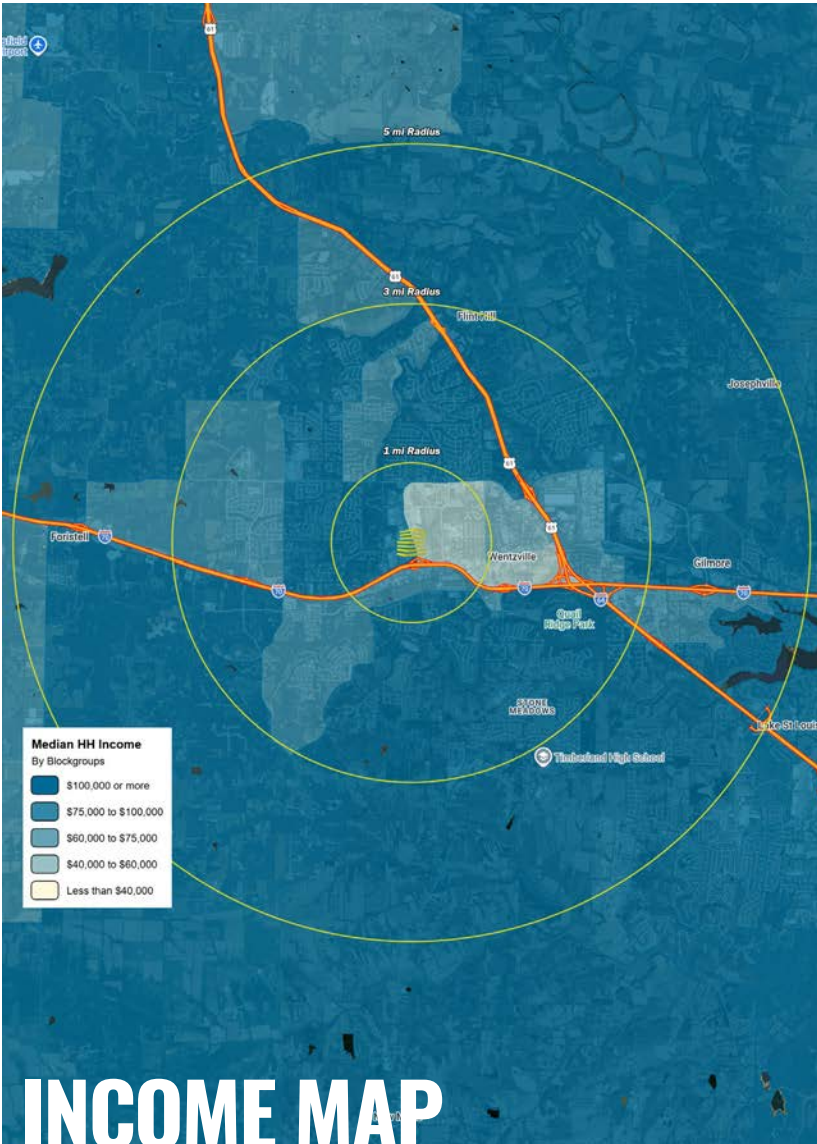 61
5 mi Radius
61
3 mi Radius
Flint Hill
Josephville
1 mi Radius
61
61
Foristell
70
Wentzville
Gilmore
70
70
64
70
Quail
Ridge Park
STONE
MEADOWS
Timberland High School
Median HH Income
By Blockgroups
$100,000 or more
$75,000 to $100,000
$60,000 to $75,000
$40,000 to $60,000
Less than $40,000
INCOME MAP